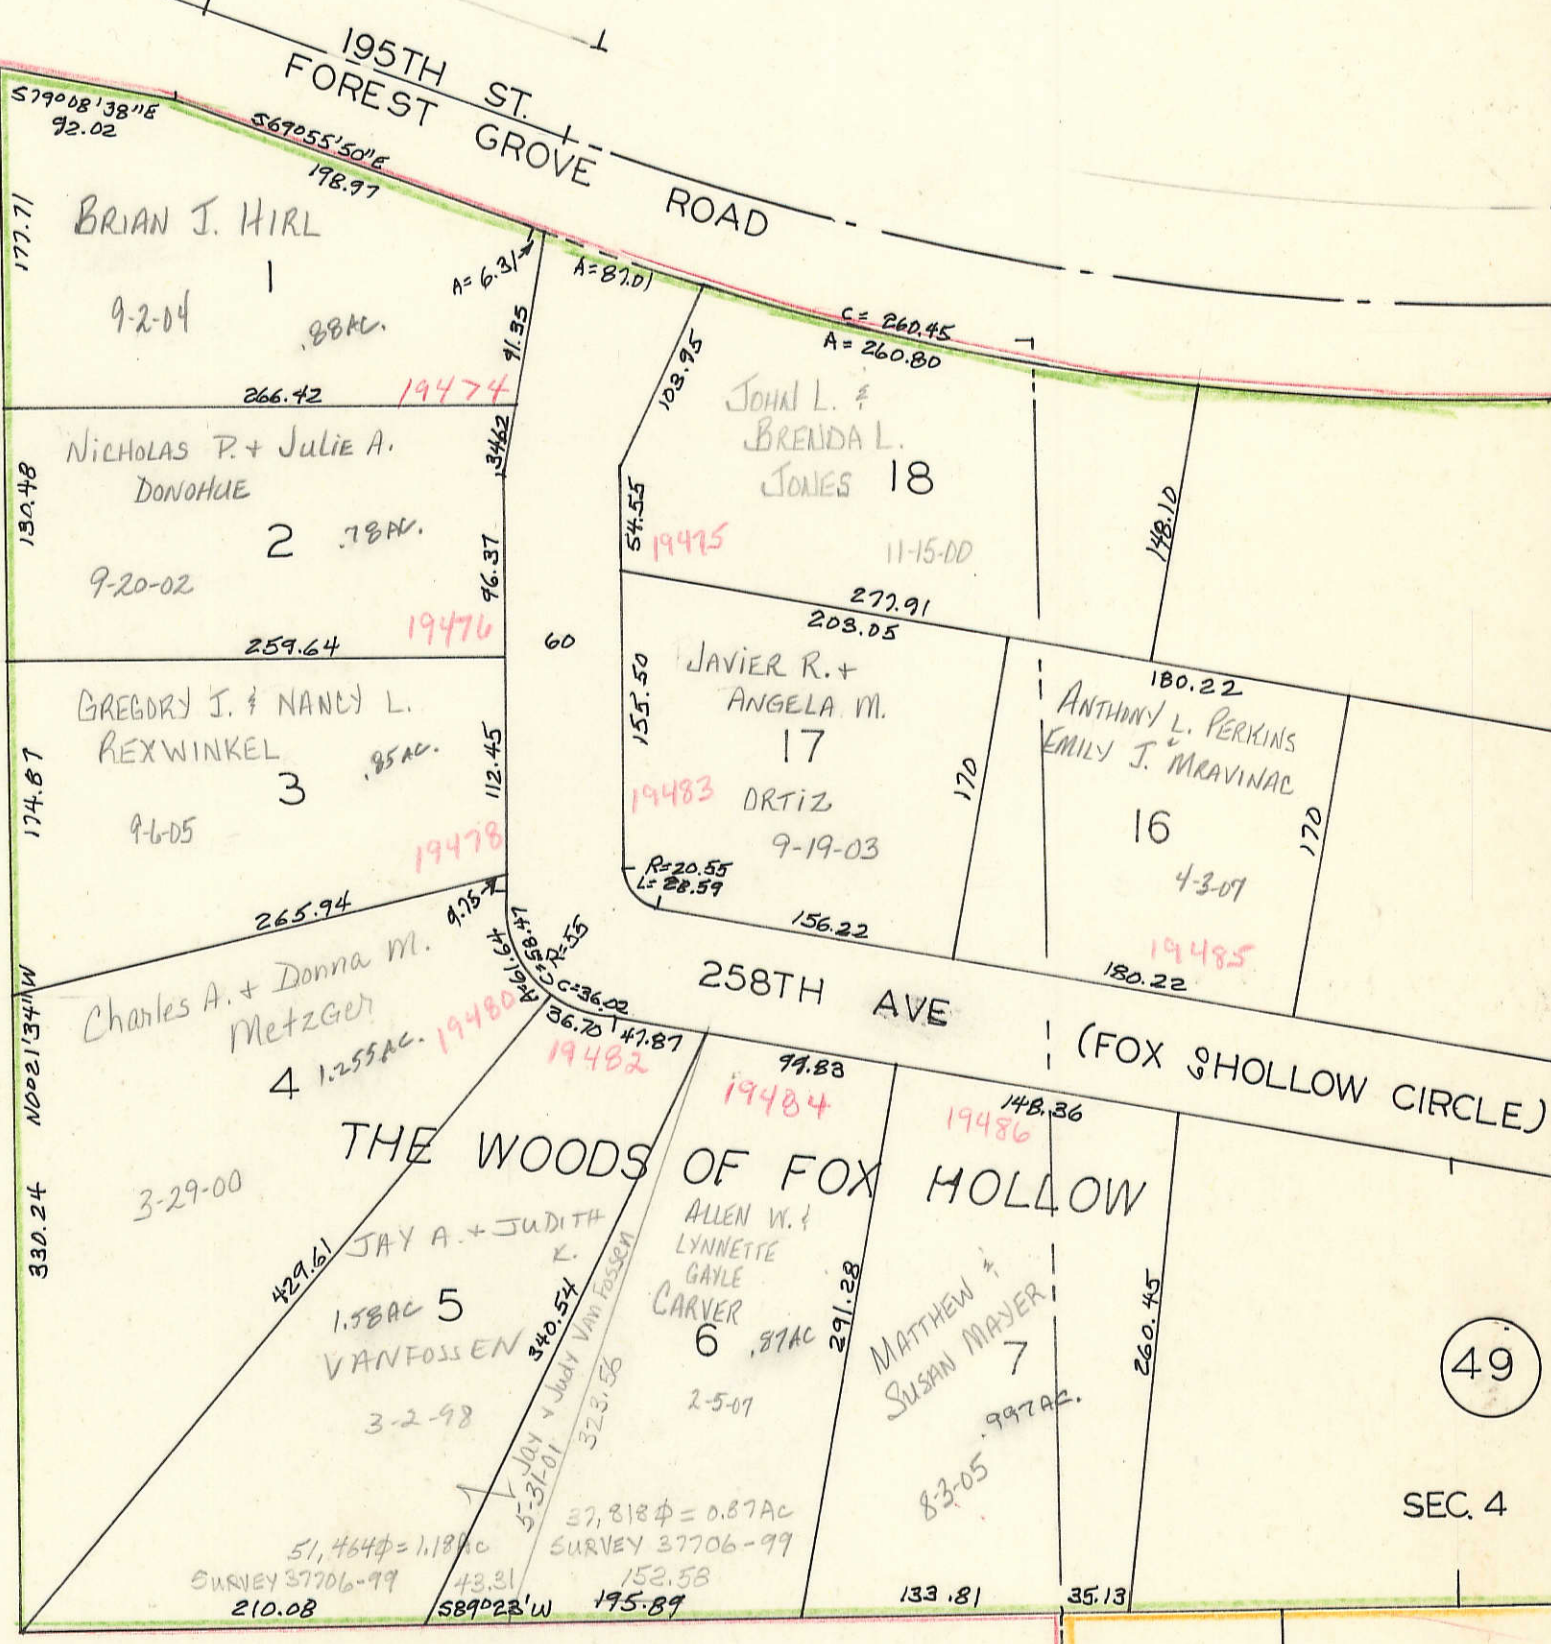 195TH ST.
FOREST GROVE ROAD
S79°08'38"E
92.02
S69°55'50"E
198.97
177.71
BRIAN J. HIRL
1
9-2-04
.88AC.
A= 6.31
A=87.01
91.35
266.42
19474
C= 260.45
A= 260.80
103.95
JOHN L. &
BRENDA L.
JONES
18
54.55
19475
11-15-00
148.10
NICHOLAS P. + JULIE A.
DONOHUE
34.62
130.48
2
.78AC.
96.37
9-20-02
19476
259.64
60
277.91
203.05
JAVIER R. +
ANGELA M.
17
155.50
19483
ORTIZ
9-19-03
170
180.22
ANTHONY L. PERKINS
&
EMILY J. MRAVINAC
16
170
4-3-07
19485
180.22
GREGORY J. & NANCY L.
REXWINKEL
3
.85AC.
112.45
174.87
9-6-05
19478
265.94
9.75
R=20.55
L=28.59
156.22
A=61.64
C=58.47
R=55
C=36.02
36.70
47.87
258TH AVE (FOX HOLLOW CIRCLE)
N00°21'34"W
Charles A. + Donna M.
Metzger
4
1.255AC.
19480
19482
99.83
19484
148.36
19486
THE WOODS OF FOX HOLLOW
3-29-00
330.24
429.61
JAY A. + JUDITH
K.
1.58AC
5
VANFOSSEN
3-2-98
340.54
Jay + Judy Van Fossen
5-31-01
323.56
ALLEN W. &
LYNNETTE
GAYLE
CARVER
6
.87AC
2-5-07
291.28
MATTHEW &
SUSAN MAYER
7
.997AC.
8-3-05
260.45
49
SEC. 4
51,464=1.18AC
SURVEY 37706-99
37,818 = 0.87AC
SURVEY 37706-99
43.31
152.58
210.08
S89°23'W
195.89
133.81
35.13